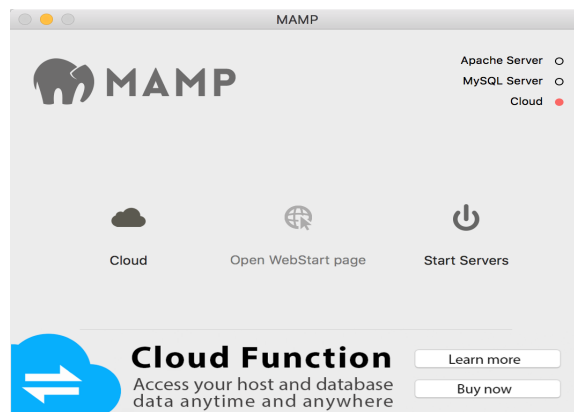 MAMP
MAMP
Apache Server
MySQL Server
Cloud
Cloud
Open WebStart page
Start Servers
Cloud Function
Access your host and database
data anytime and anywhere
Learn more
Buy now